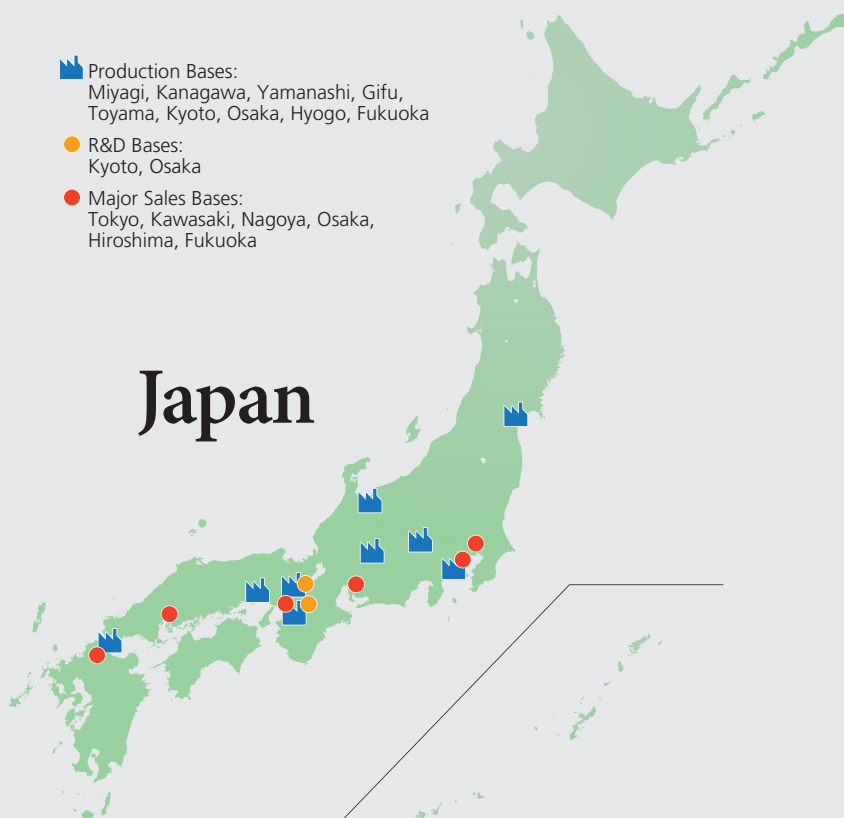 Production Bases:
Miyagi, Kanagawa, Yamanashi, Gifu,
Toyama, Kyoto, Osaka, Hyogo, Fukuoka
R&D Bases:
Kyoto, Osaka
Major Sales Bases:
Tokyo, Kawasaki, Nagoya, Osaka,
Hiroshima, Fukuoka
Japan